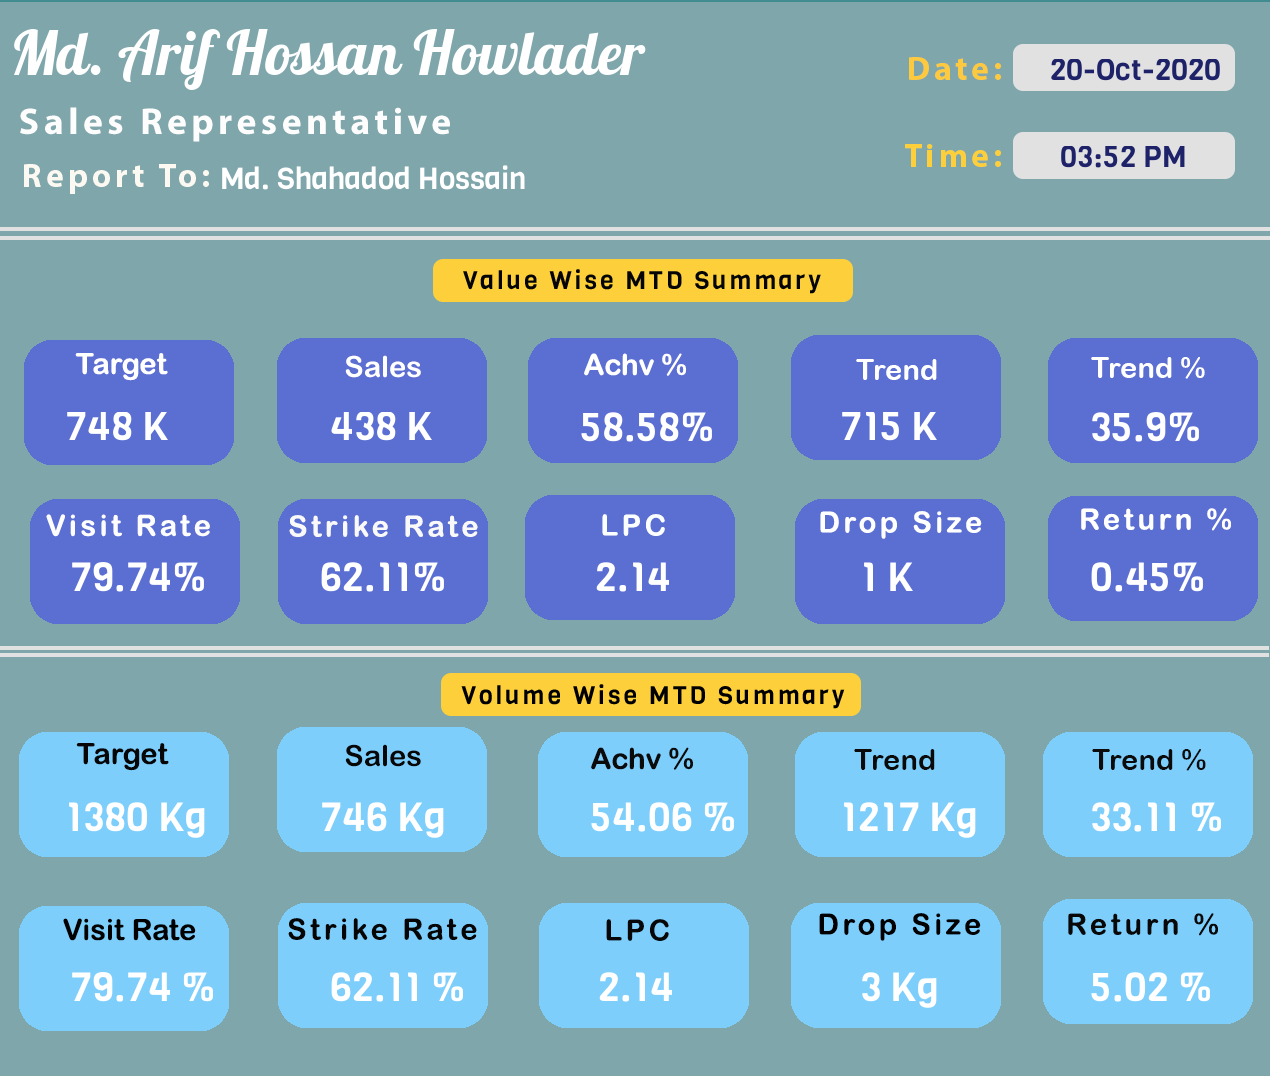 Md. Arif Hossan Howlader
Date: 20-Oct-2020
Sales Representative
Time: 03:52 PM
Report To: Md. Shahadod Hossain
Value Wise MTD Summary
Target Sales Achv % Trend Trend %
748 K 438 K 58.58% 715 K 35.9%
Visit Rate Strike Rate LPC Drop Size Return %
79.74% 62.11% 2.14 1 K 0.45%
Volume Wise MTD Summary
Target Sales Achv % Trend Trend %
1380 Kg 746 Kg 54.06 % 1217 Kg 33.11 %
Visit Rate Strike Rate LPC Drop Size Return %
79.74 % 62.11 % 2.14 3 Kg 5.02 %